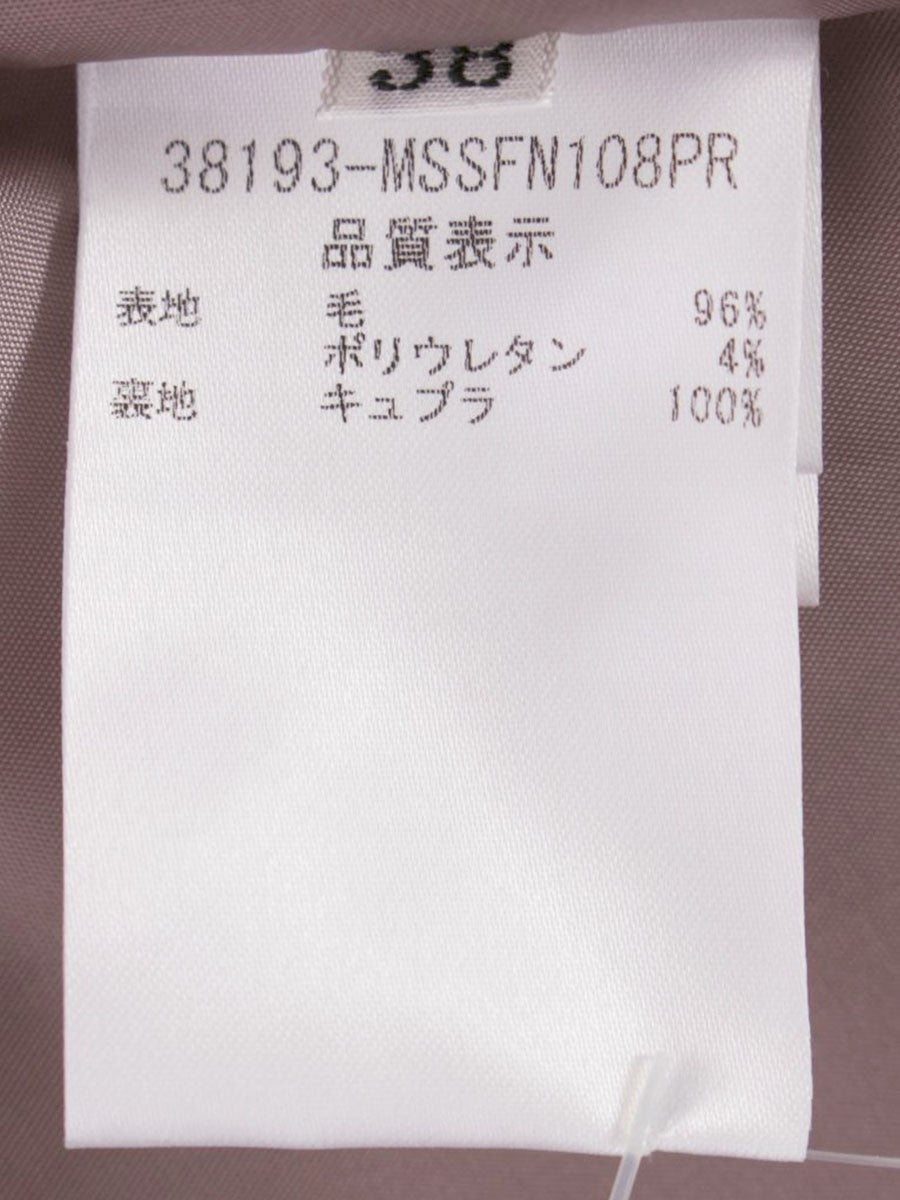 38
38193-MSSFN108PR
品質表示
表地 毛 96%
ポリウレタン 4%
裏地 キュプラ 100%